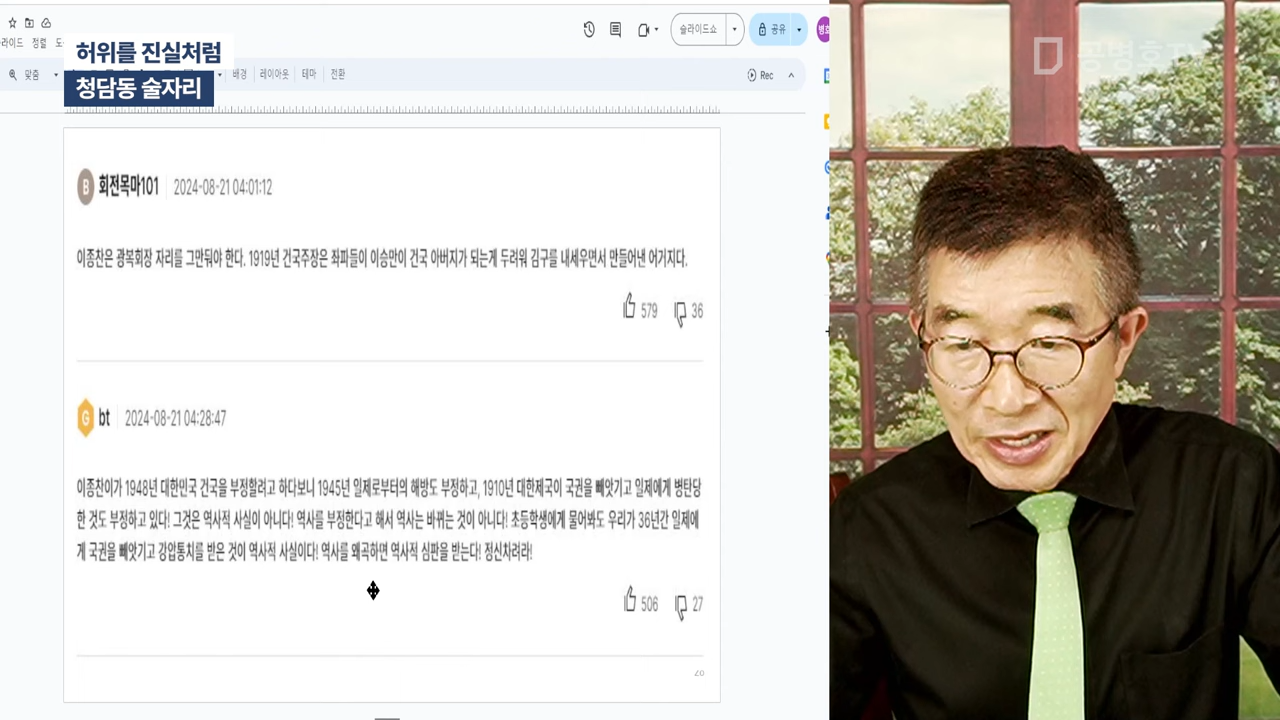 라이드 정렬
허위를 진실처럼
청담동 술자리
맞춤
배경 레이아웃 테마 전환
슬라이드쇼
공유
Rec
공병호TV
B 회전목마101 2024-08-21 04:01:12
이종찬은 광복회장 자리를 그만둬야 한다. 1919년 건국주장은 좌파들이 이승만이 건국 아버지가 되는게 두려워 김구를 내세우면서 만들어낸 어거지다.
579 36
G bt 2024-08-21 04:28:47
이종찬이가 1948년 대한민국 건국을 부정할려고 하다보니 1945년 일제로부터의 해방도 부정하고, 1910년 대한제국이 국권을 빼앗기고 일제에게 병탄당
한 것도 부정하고 있다! 그것은 역사적 사실이 아니다! 역사를 부정한다고 해서 역사는 바뀌는 것이 아니다! 초등학생에게 물어봐도 우리가 36년간 일제에
게 국권을 빼앗기고 강압통치를 받은 것이 역사적 사실이다! 역사를 왜곡하면 역사적 심판을 받는다! 정신차려라!
506 27